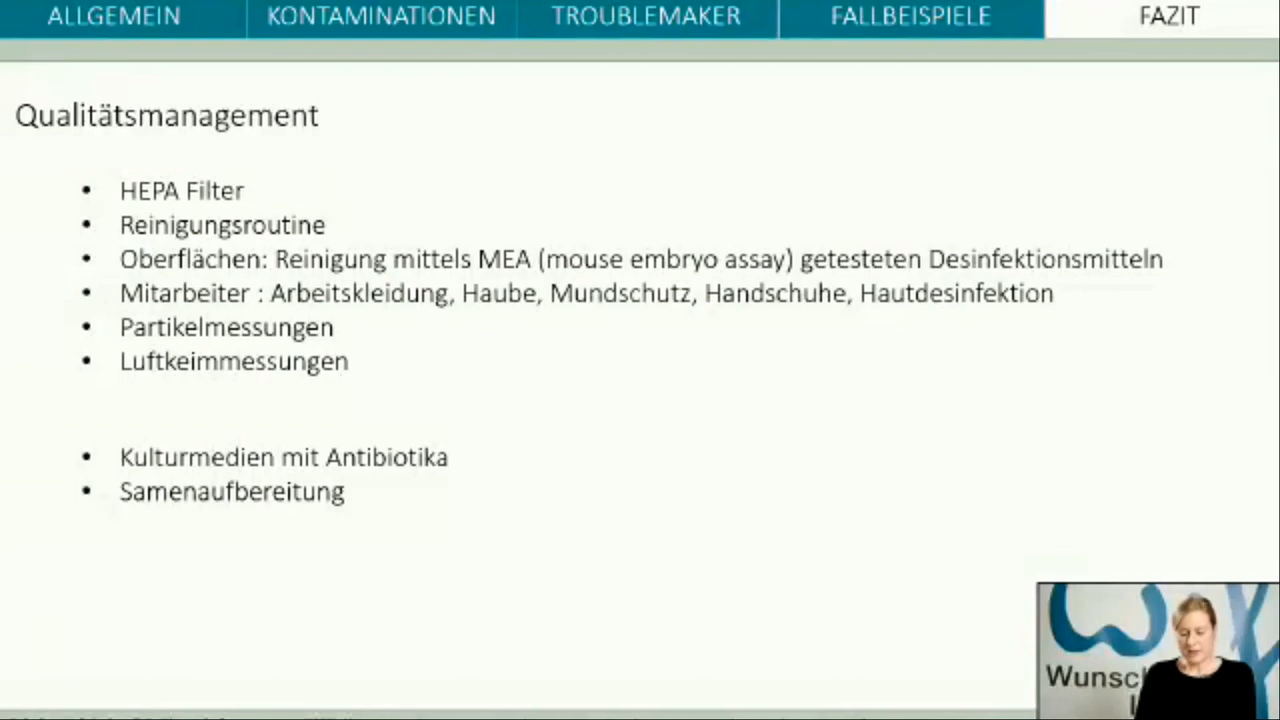 ALLGEMEIN
KONTAMINATIONEN
TROUBLEMAKER
FALLBEISPIELE
FAZIT
Qualitätsmanagement
• HEPA Filter
• Reinigungsroutine
• Oberflächen: Reinigung mittels MEA (mouse embryo assay) getesteten Desinfektionsmitteln
• Mitarbeiter : Arbeitskleidung, Haube, Mundschutz, Handschuhe, Hautdesinfektion
• Partikelmessungen
• Luftkeimmessungen
• Kulturmedien mit Antibiotika
• Samenaufbereitung